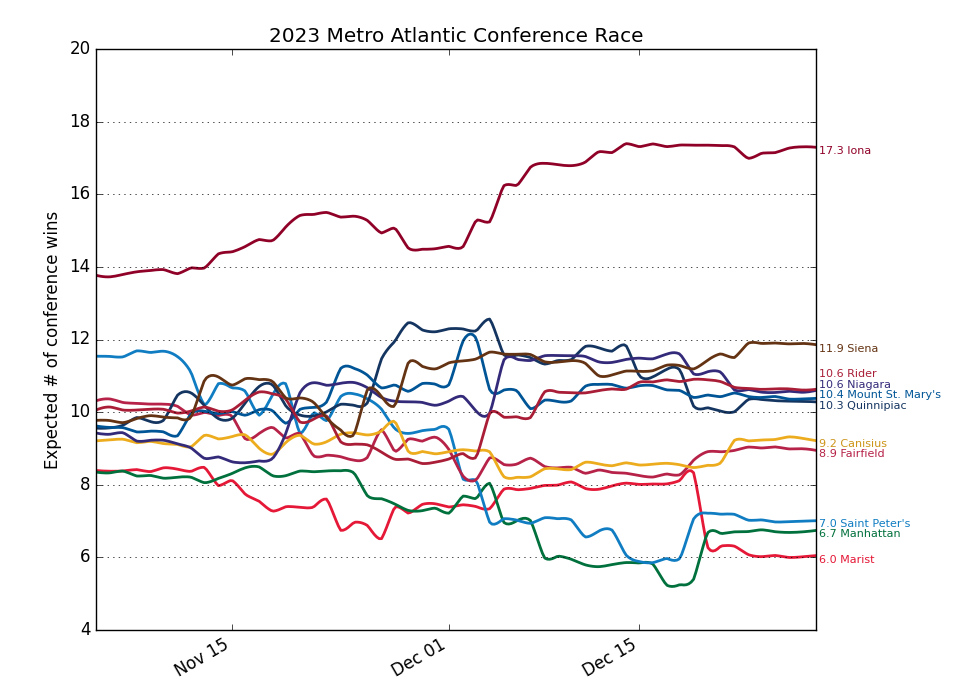 2023 Metro Atlantic Conference Race
Expected # of conference wins
20
18
16
14
12
10
8
6
4
17.3 Iona
11.9 Siena
10.6 Rider
10.6 Niagara
10.4 Mount St. Mary's
10.3 Quinnipiac
9.2 Canisius
8.9 Fairfield
7.0 Saint Peter's
6.7 Manhattan
6.0 Marist
Nov 15
Dec 01
Dec 15